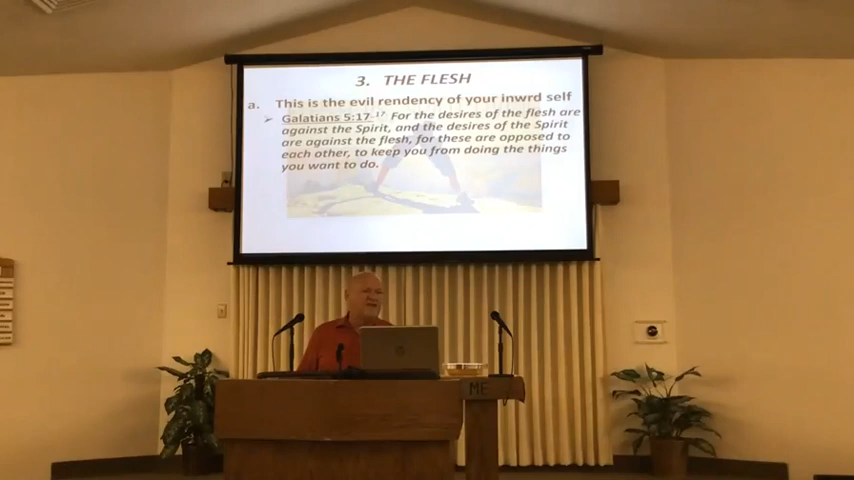 3. THE FLESH
a. This is the evil rendency of your inwrd self
➢ Galatians 5:17 17 For the desires of the flesh are
against the Spirit, and the desires of the Spirit
are against the flesh, for these are opposed to
each other, to keep you from doing the things
you want to do.
ME